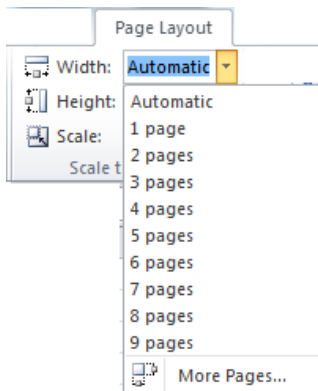 Page Layout
Width: Automatic
Height: Automatic
Scale: 1 page
2 pages
Scale t 3 pages
4 pages
5 pages
6 pages
7 pages
8 pages
9 pages
More Pages...